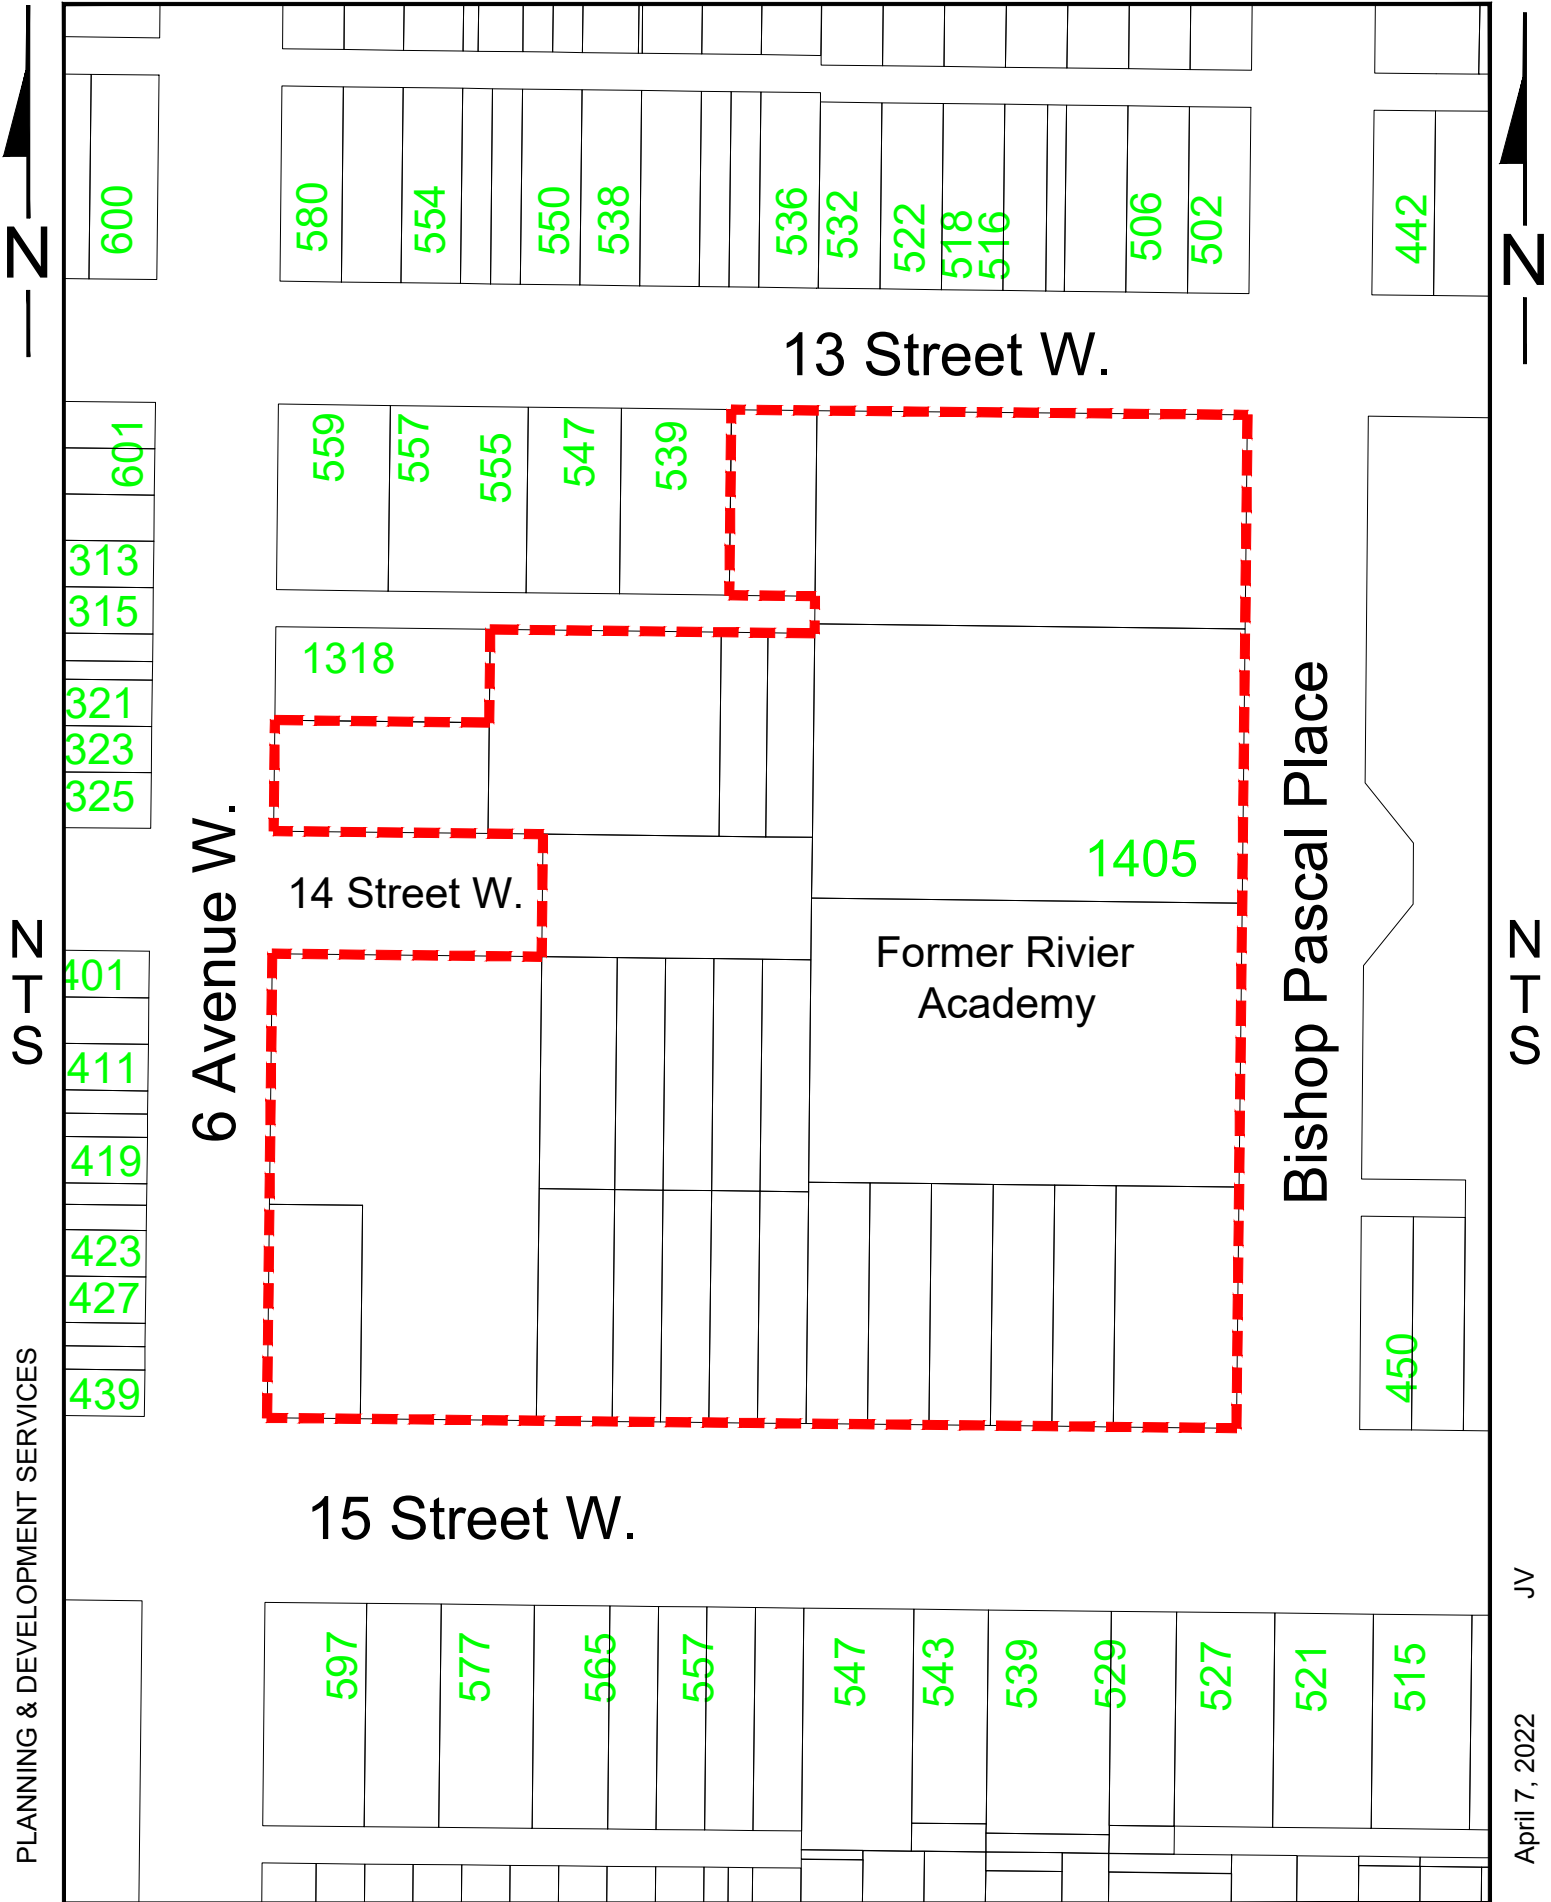 600
580
554
550
538
536
532
522
518
516
506
502
442
N
N
13 Street W.
601
559
557
555
547
539
313
315
1318
321
323
325
6 Avenue W.
14 Street W.
1405
Bishop Pascal Place
Former Rivier
Academy
N
T
S
N
T
S
401
411
419
423
427
439
450
15 Street W.
597
577
565
557
547
543
539
529
527
521
515
PLANNING & DEVELOPMENT SERVICES
JV
April 7, 2022